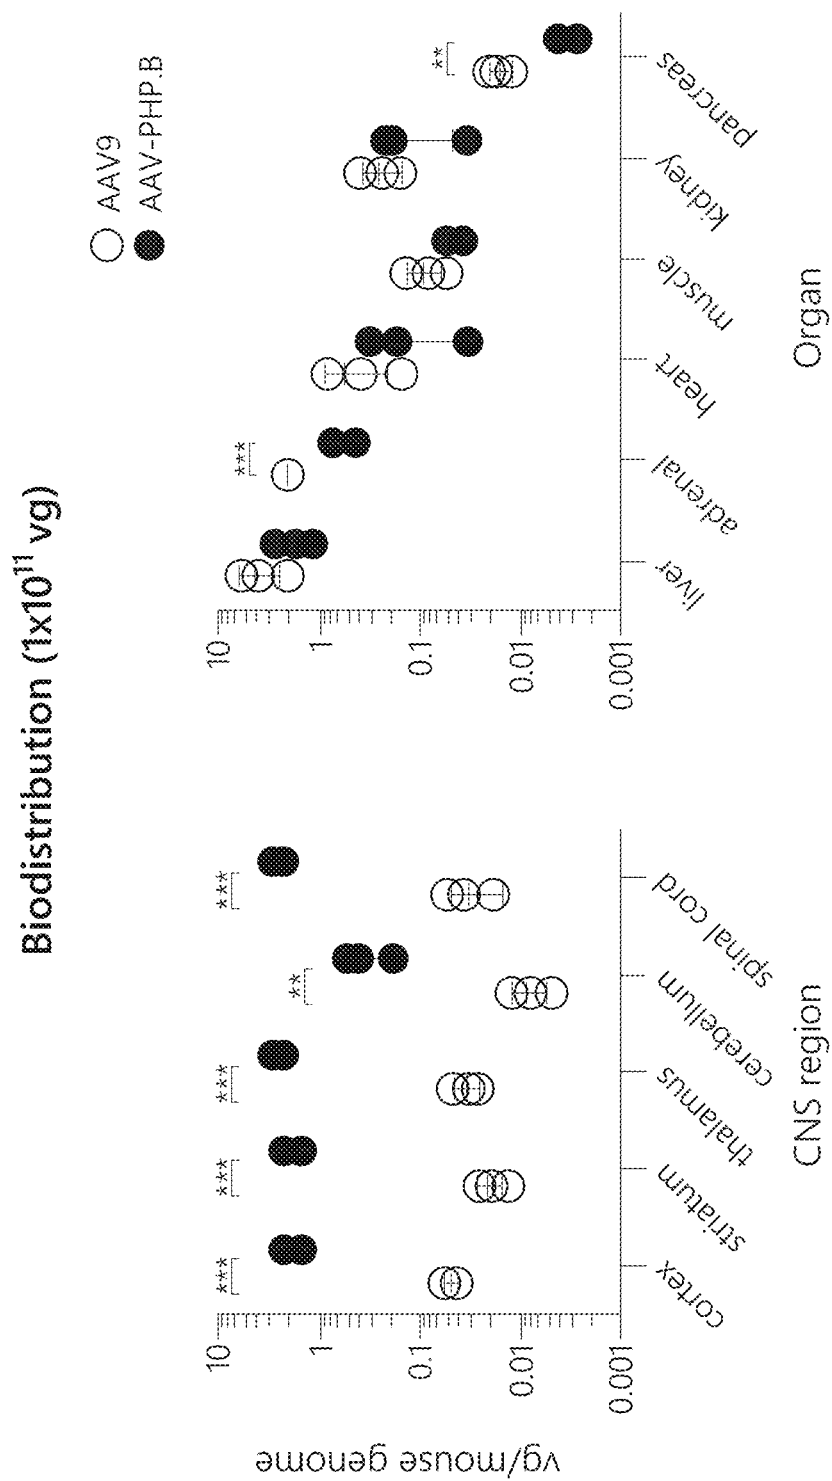 Biodistribution (1x10¹¹ vg)
AAV9
AAV-PHP.B
vg/mouse genome
10
1
0.1
0.01
0.001
***
***
***
**
***
cortex
striatum
thalamus
cerebellum
spinal cord
CNS region
10
1
0.1
0.01
0.001
***
**
liver
adrenal
heart
muscle
kidney
pancreas
Organ